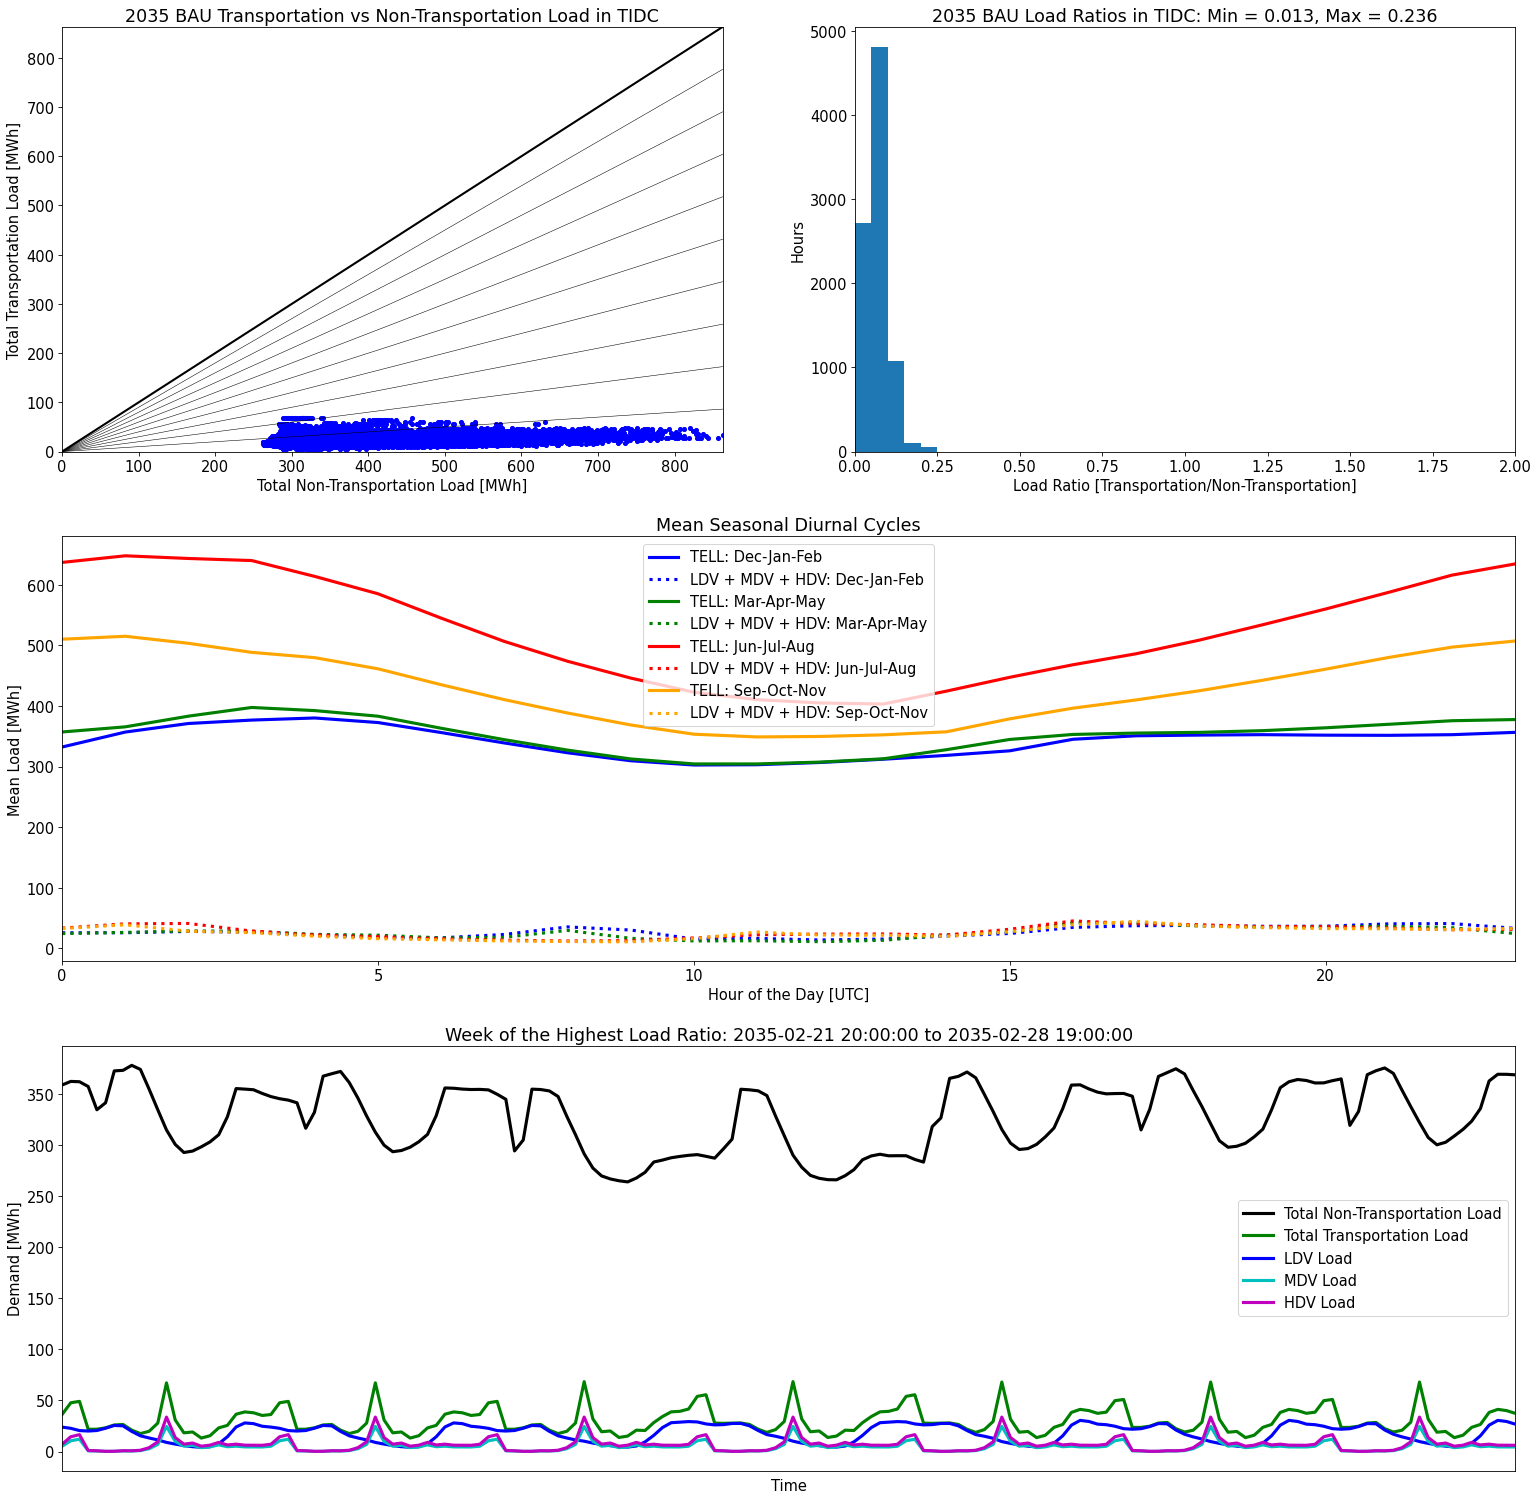 2035 BAU Transportation vs Non-Transportation Load in TIDC
Total Transportation Load [MWh]
800
700
600
500
400
300
200
100
0
0 100 200 300 400 500 600 700 800
Total Non-Transportation Load [MWh]
2035 BAU Load Ratios in TIDC: Min = 0.013, Max = 0.236
Hours
5000
4000
3000
2000
1000
0
0.00 0.25 0.50 0.75 1.00 1.25 1.50 1.75 2.00
Load Ratio [Transportation/Non-Transportation]
Mean Seasonal Diurnal Cycles
Mean Load [MWh]
600
500
400
300
200
100
0
TELL: Dec-Jan-Feb
LDV + MDV + HDV: Dec-Jan-Feb
TELL: Mar-Apr-May
LDV + MDV + HDV: Mar-Apr-May
TELL: Jun-Jul-Aug
LDV + MDV + HDV: Jun-Jul-Aug
TELL: Sep-Oct-Nov
LDV + MDV + HDV: Sep-Oct-Nov
0 5 10 15 20
Hour of the Day [UTC]
Week of the Highest Load Ratio: 2035-02-21 20:00:00 to 2035-02-28 19:00:00
Demand [MWh]
350
300
250
200
150
100
50
0
Total Non-Transportation Load
Total Transportation Load
LDV Load
MDV Load
HDV Load
Time